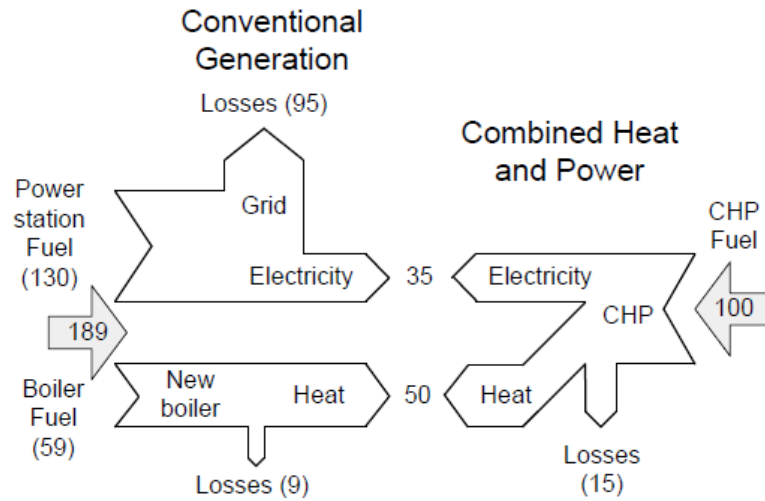 Conventional
Generation
Losses (95)
Combined Heat
and Power
Power
station
Fuel
(130)
Grid
CHP
Fuel
Electricity
35
Electricity
CHP
189
100
Boiler
Fuel
(59)
New
boiler
Heat
50
Heat
Losses (9)
Losses
(15)